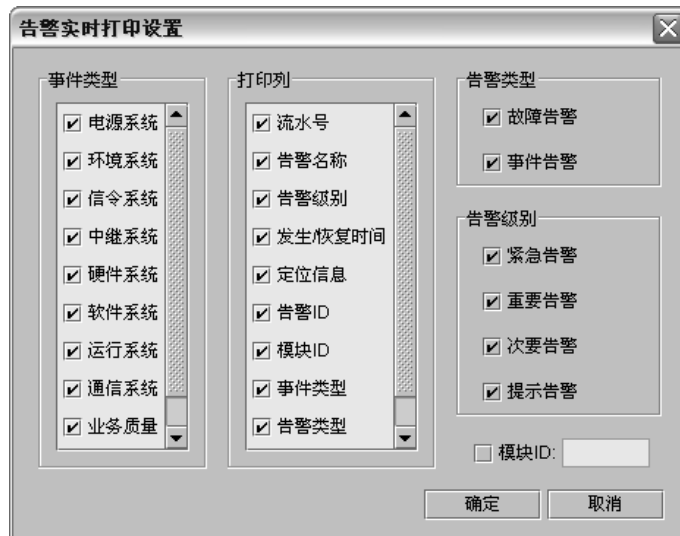 告警实时打印设置
事件类型
电源系统
环境系统
信令系统
中继系统
硬件系统
软件系统
运行系统
通信系统
业务质量
打印列
流水号
告警名称
告警级别
发生/恢复时间
定位信息
告警ID
模块ID
事件类型
告警类型
告警类型
故障告警
事件告警
告警级别
紧急告警
重要告警
次要告警
提示告警
模块ID:
确定
取消